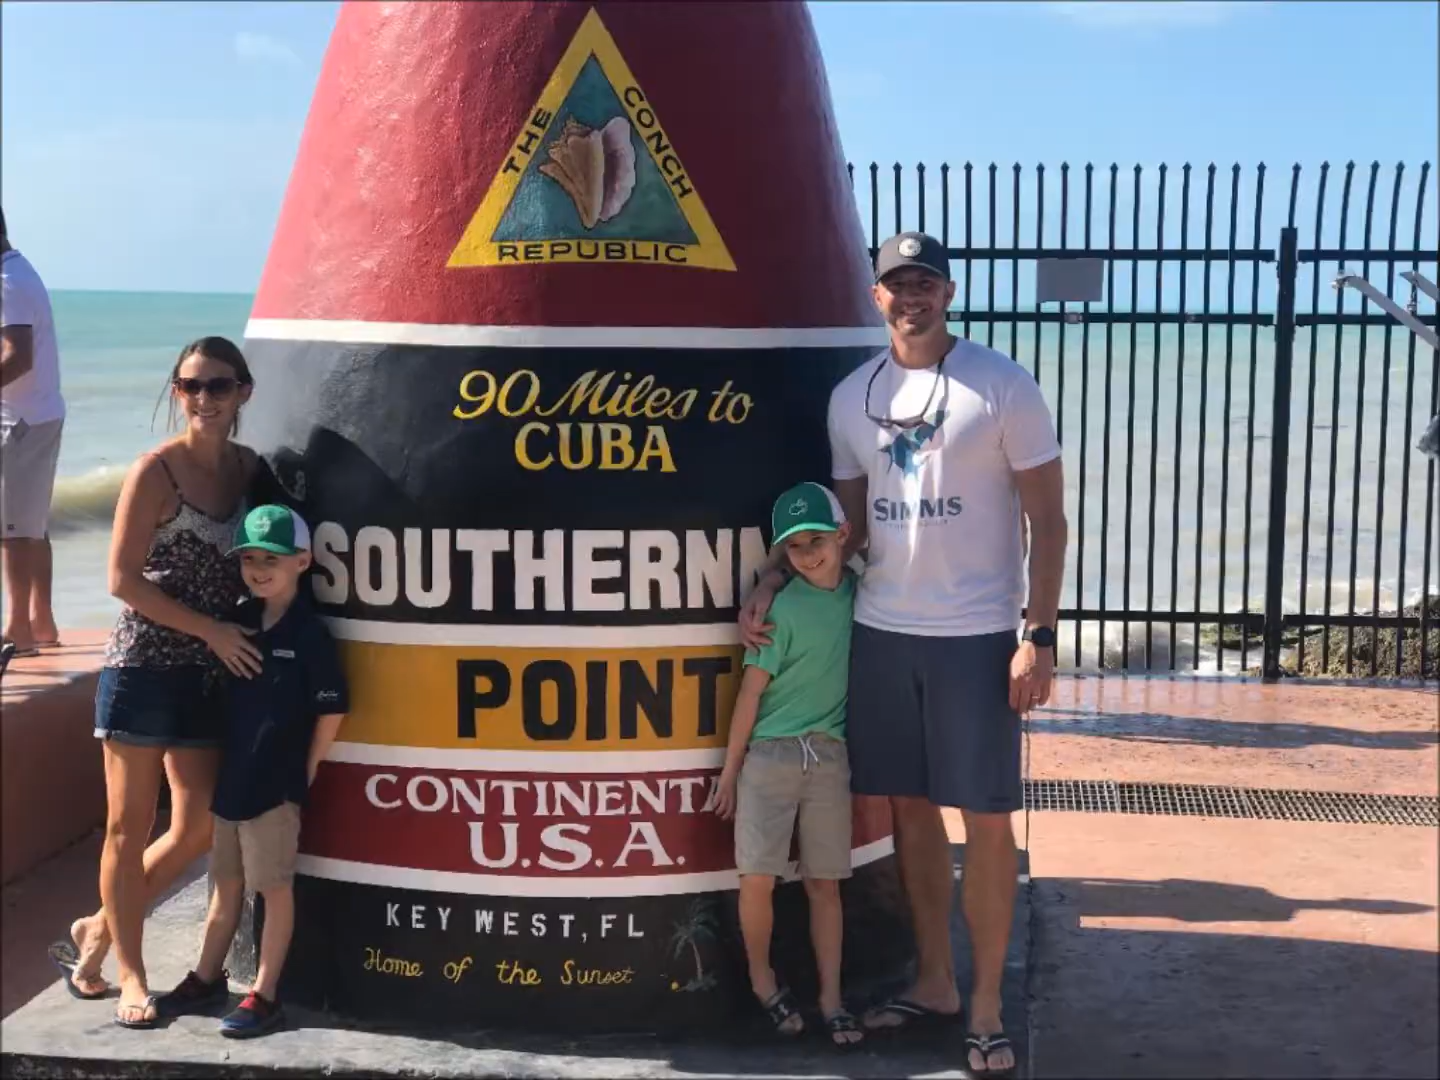 THE CONCH
REPUBLIC
90 Miles to
CUBA
SOUTHERN
POINT
CONTINENTA
U.S.A.
KEY WEST, FL
Home of the Sunset
SIMMS